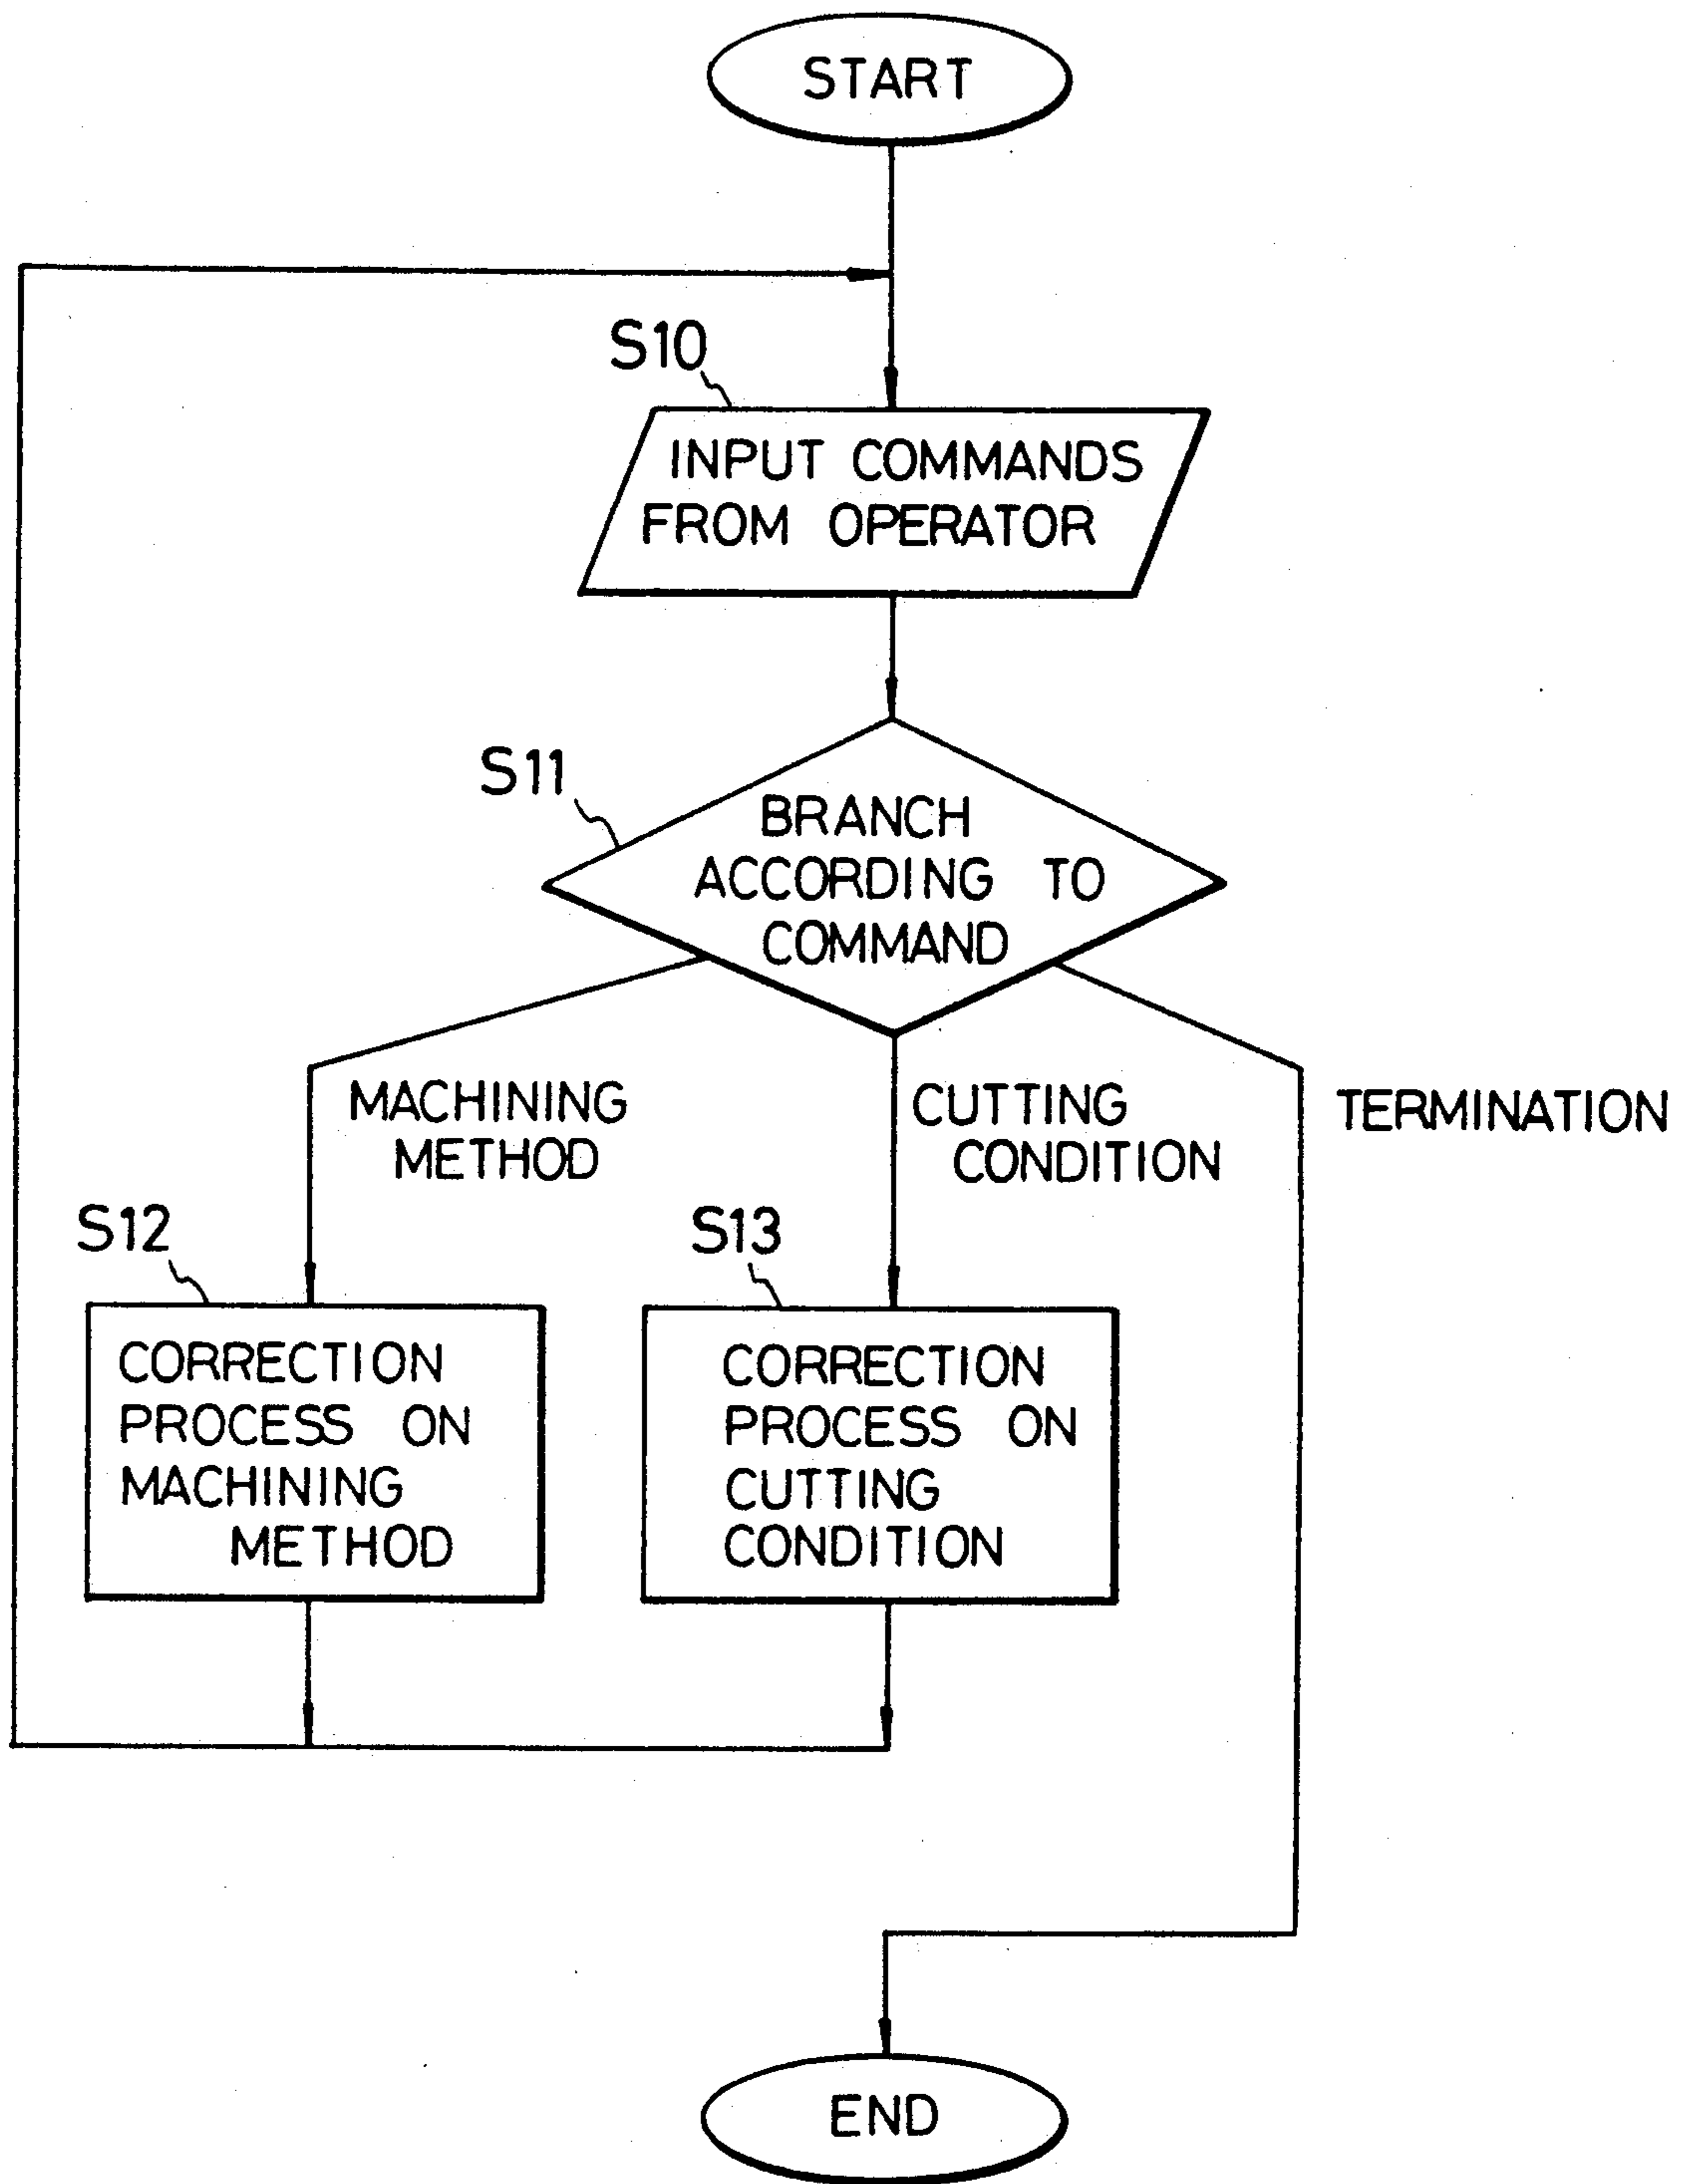 START
S10
INPUT COMMANDS
FROM OPERATOR
S11
BRANCH
ACCORDING TO
COMMAND
MACHINING
METHOD
CUTTING
CONDITION
TERMINATION
S12
CORRECTION
PROCESS ON
MACHINING
METHOD
S13
CORRECTION
PROCESS ON
CUTTING
CONDITION
END